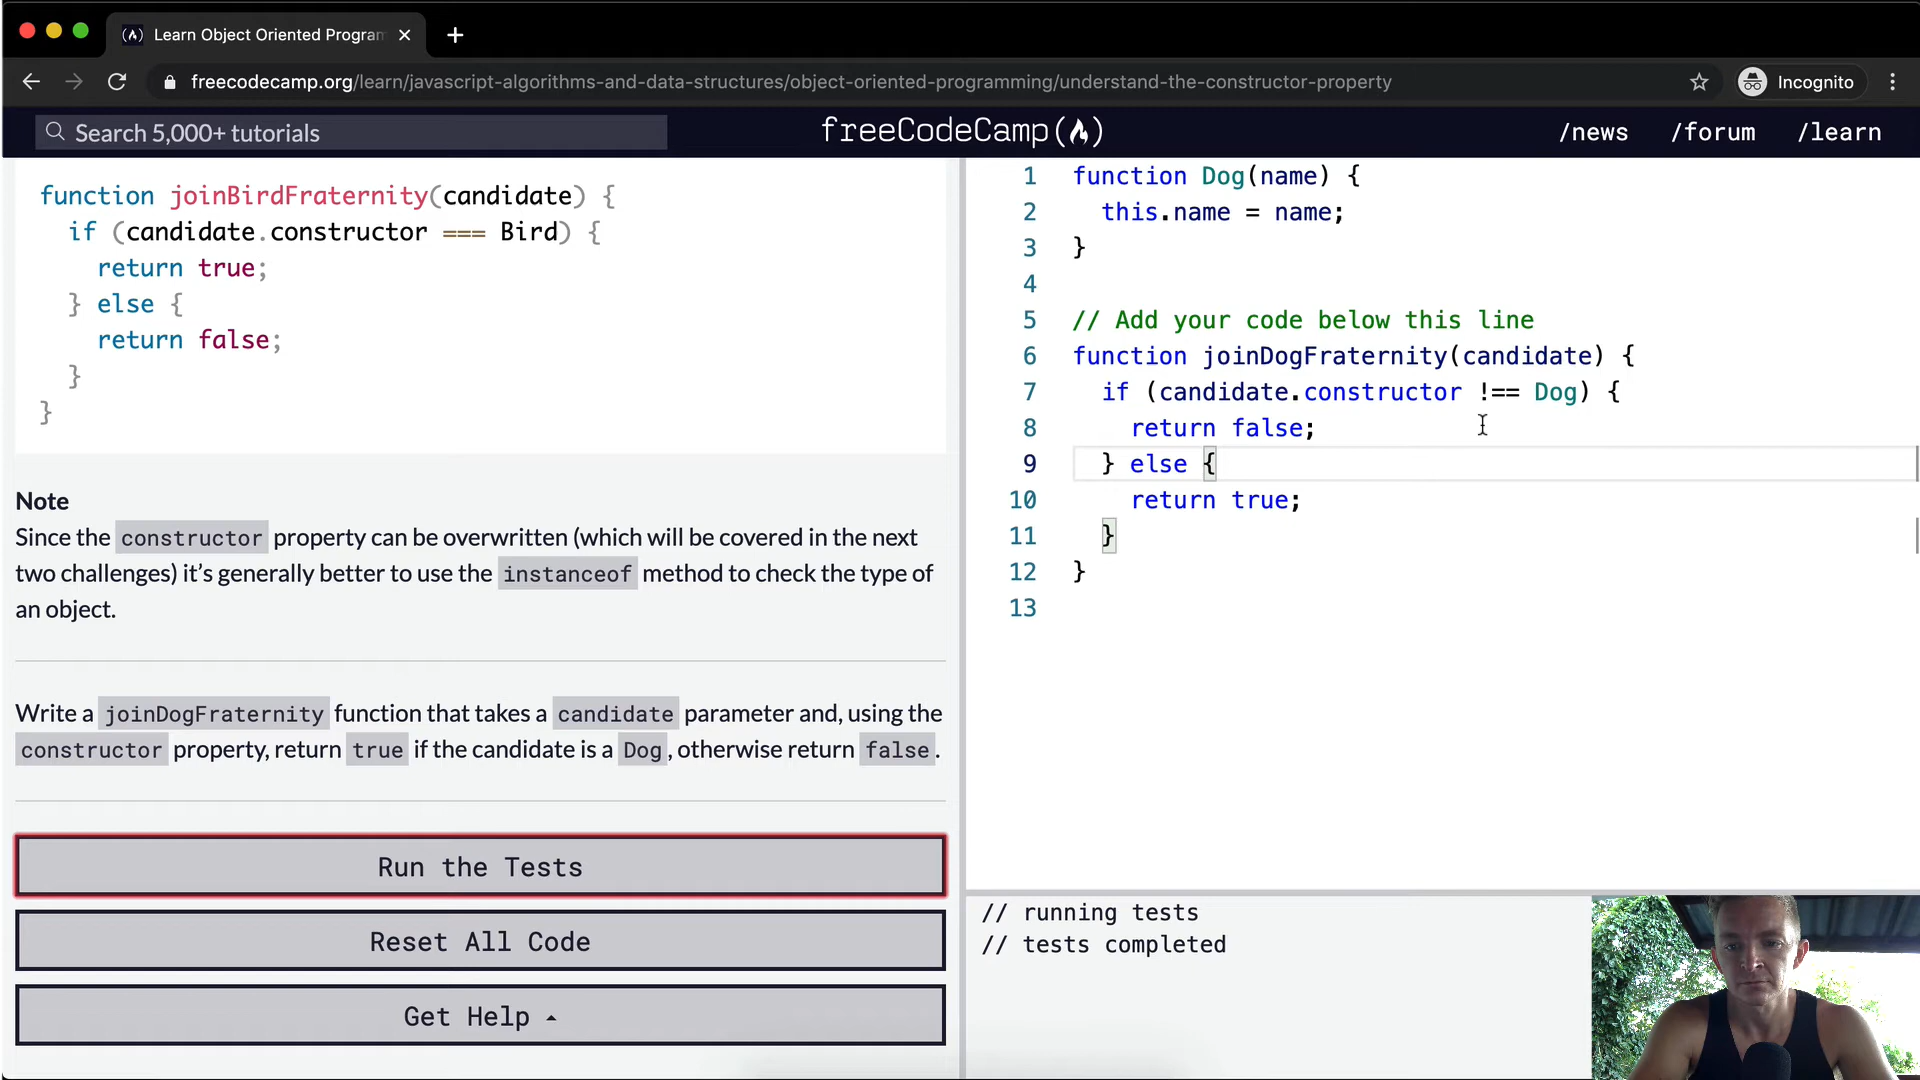 Learn Object Oriented Program
freecodecamp.org/learn/javascript-algorithms-and-data-structures/object-oriented-programming/understand-the-constructor-property
Incognito
Search 5,000+ tutorials
freeCodeCamp
/news
/forum
/learn
function joinBirdFraternity(candidate) {
if (candidate.constructor === Bird) {
return true;
} else {
return false;
}
}
Note
Since the constructor property can be overwritten (which will be covered in the next
two challenges) it’s generally better to use the instanceof method to check the type of
an object.
Write a joinDogFraternity function that takes a candidate parameter and, using the
constructor property, return true if the candidate is a Dog, otherwise return false.
Run the Tests
Reset All Code
Get Help
1 function Dog(name) {
2 this.name = name;
3 }
4
5 // Add your code below this line
6 function joinDogFraternity(candidate) {
7 if (candidate.constructor !== Dog) {
8 return false;
9 } else {
10 return true;
11 }
12 }
13
// running tests
// tests completed